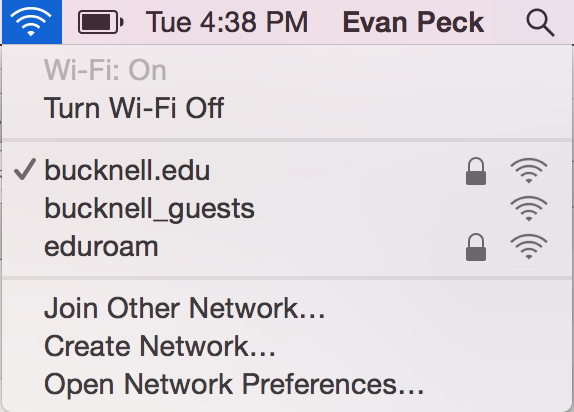 Tue 4:38 PM Evan Peck
Wi-Fi: On
Turn Wi-Fi Off
bucknell.edu
bucknell_guests
eduroam
Join Other Network…
Create Network…
Open Network Preferences…